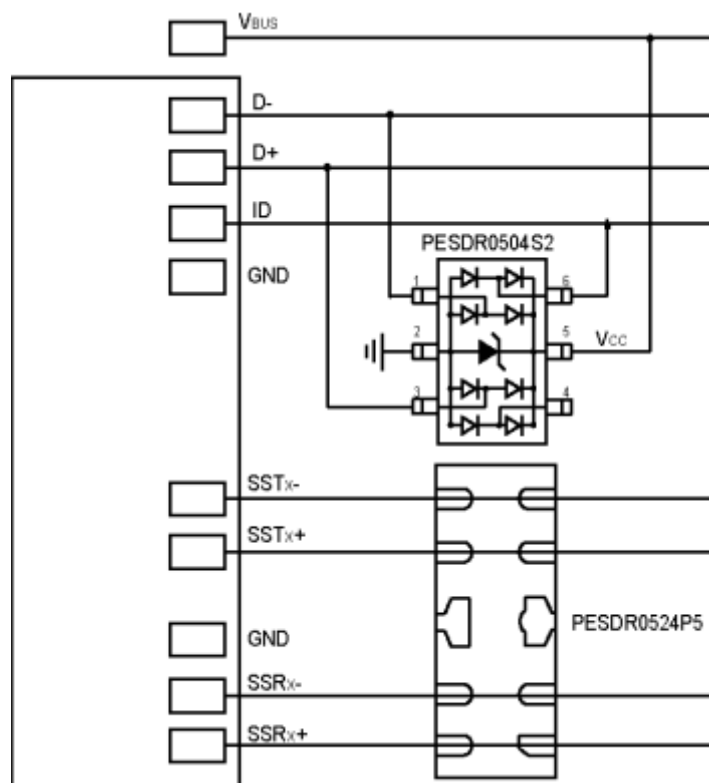 VBUS
D-
D+
ID
PESDR0504S2
GND
1
6
2
5
VCC
3
4
SSTX-
SSTX+
GND
PESDR0524P5
SSRX-
SSRX+